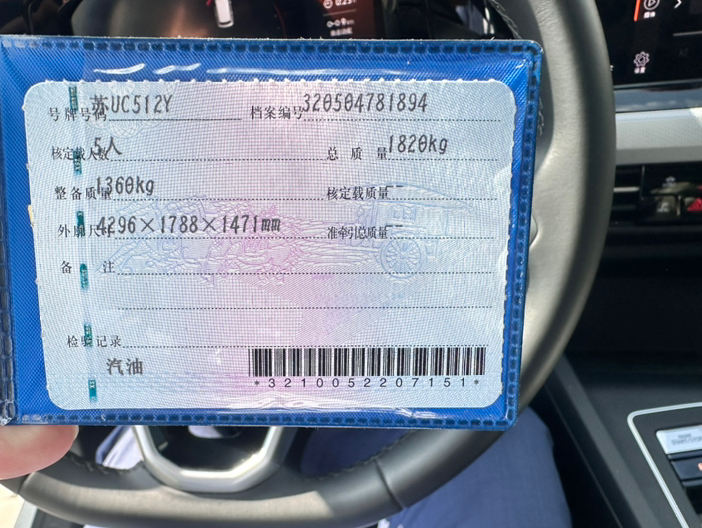 号牌号码 苏UC512Y 档案编号 320504781894
核定载人数 5人 总质量 1820kg
整备质量 1360kg 核定载质量 --
外廓尺寸 4296×1788×1471mm 准牵引总质量 --
备注
检验记录
汽油
*3210052207151*